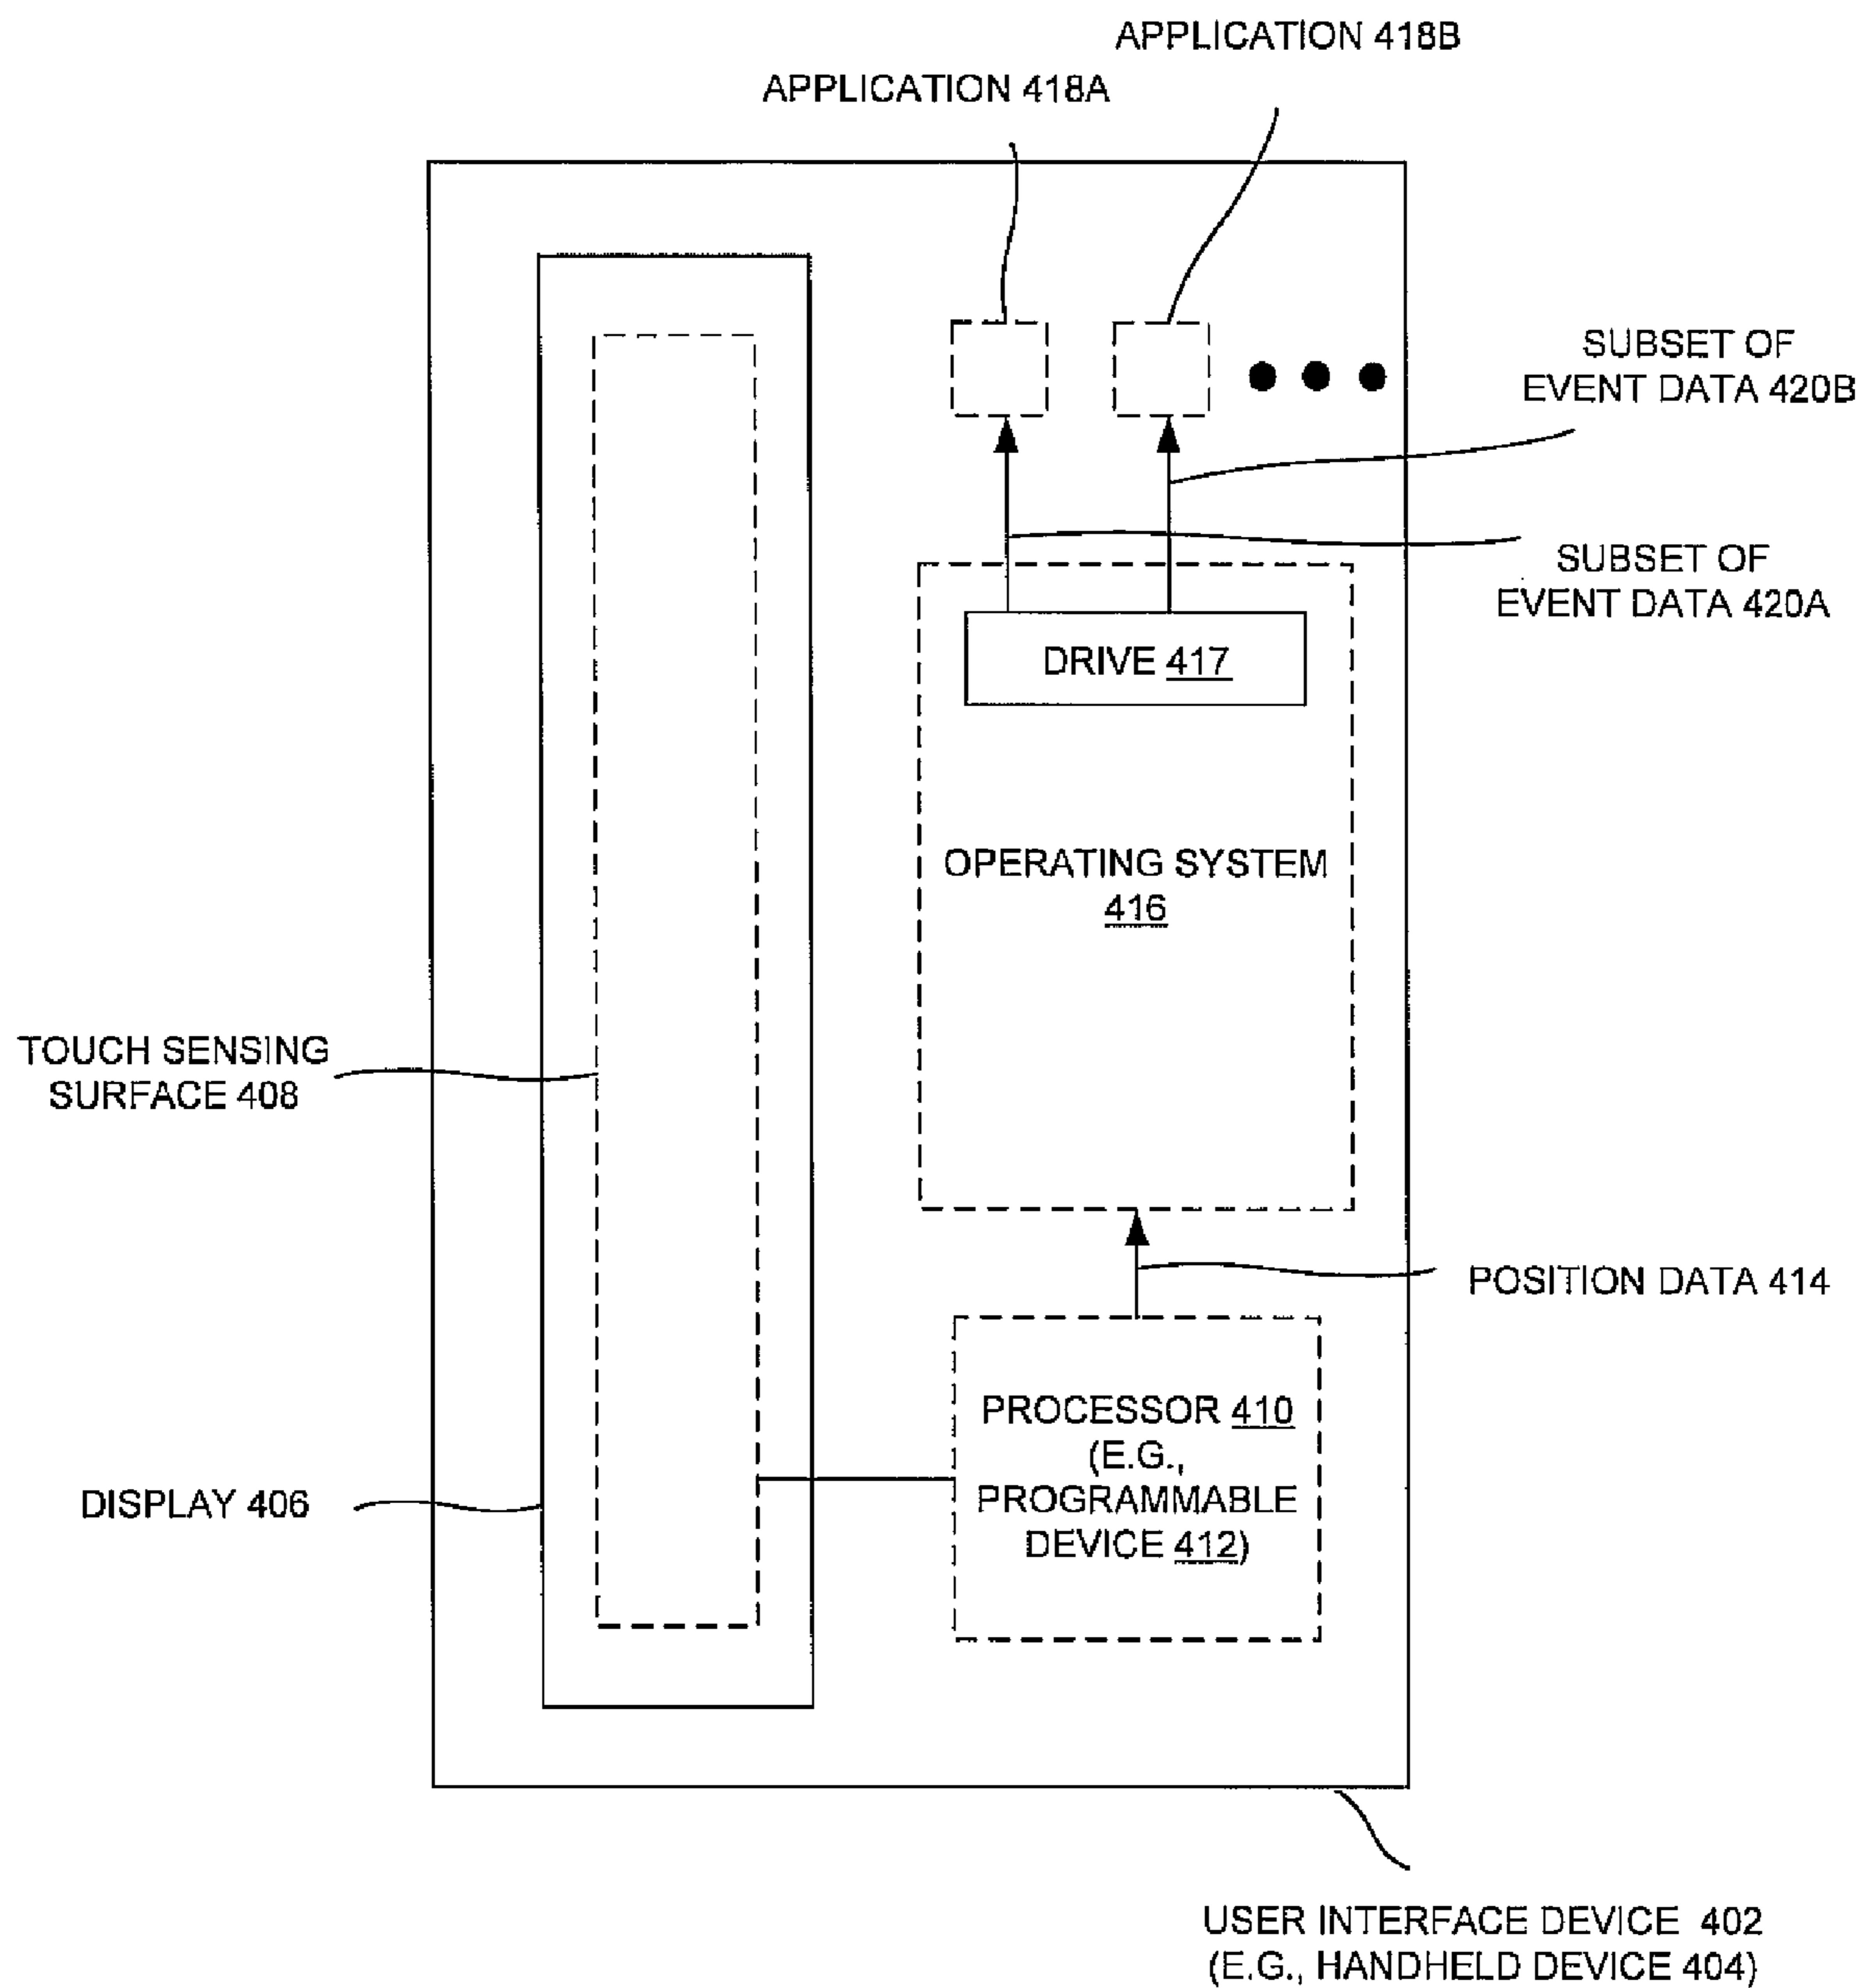 APPLICATION 418B
APPLICATION 418A
SUBSET OF
EVENT DATA 420B
SUBSET OF
EVENT DATA 420A
DRIVE 417
OPERATING SYSTEM
416
TOUCH SENSING
SURFACE 408
POSITION DATA 414
PROCESSOR 410
(E.G.,
PROGRAMMABLE
DEVICE 412)
DISPLAY 406
USER INTERFACE DEVICE 402
(E.G., HANDHELD DEVICE 404)